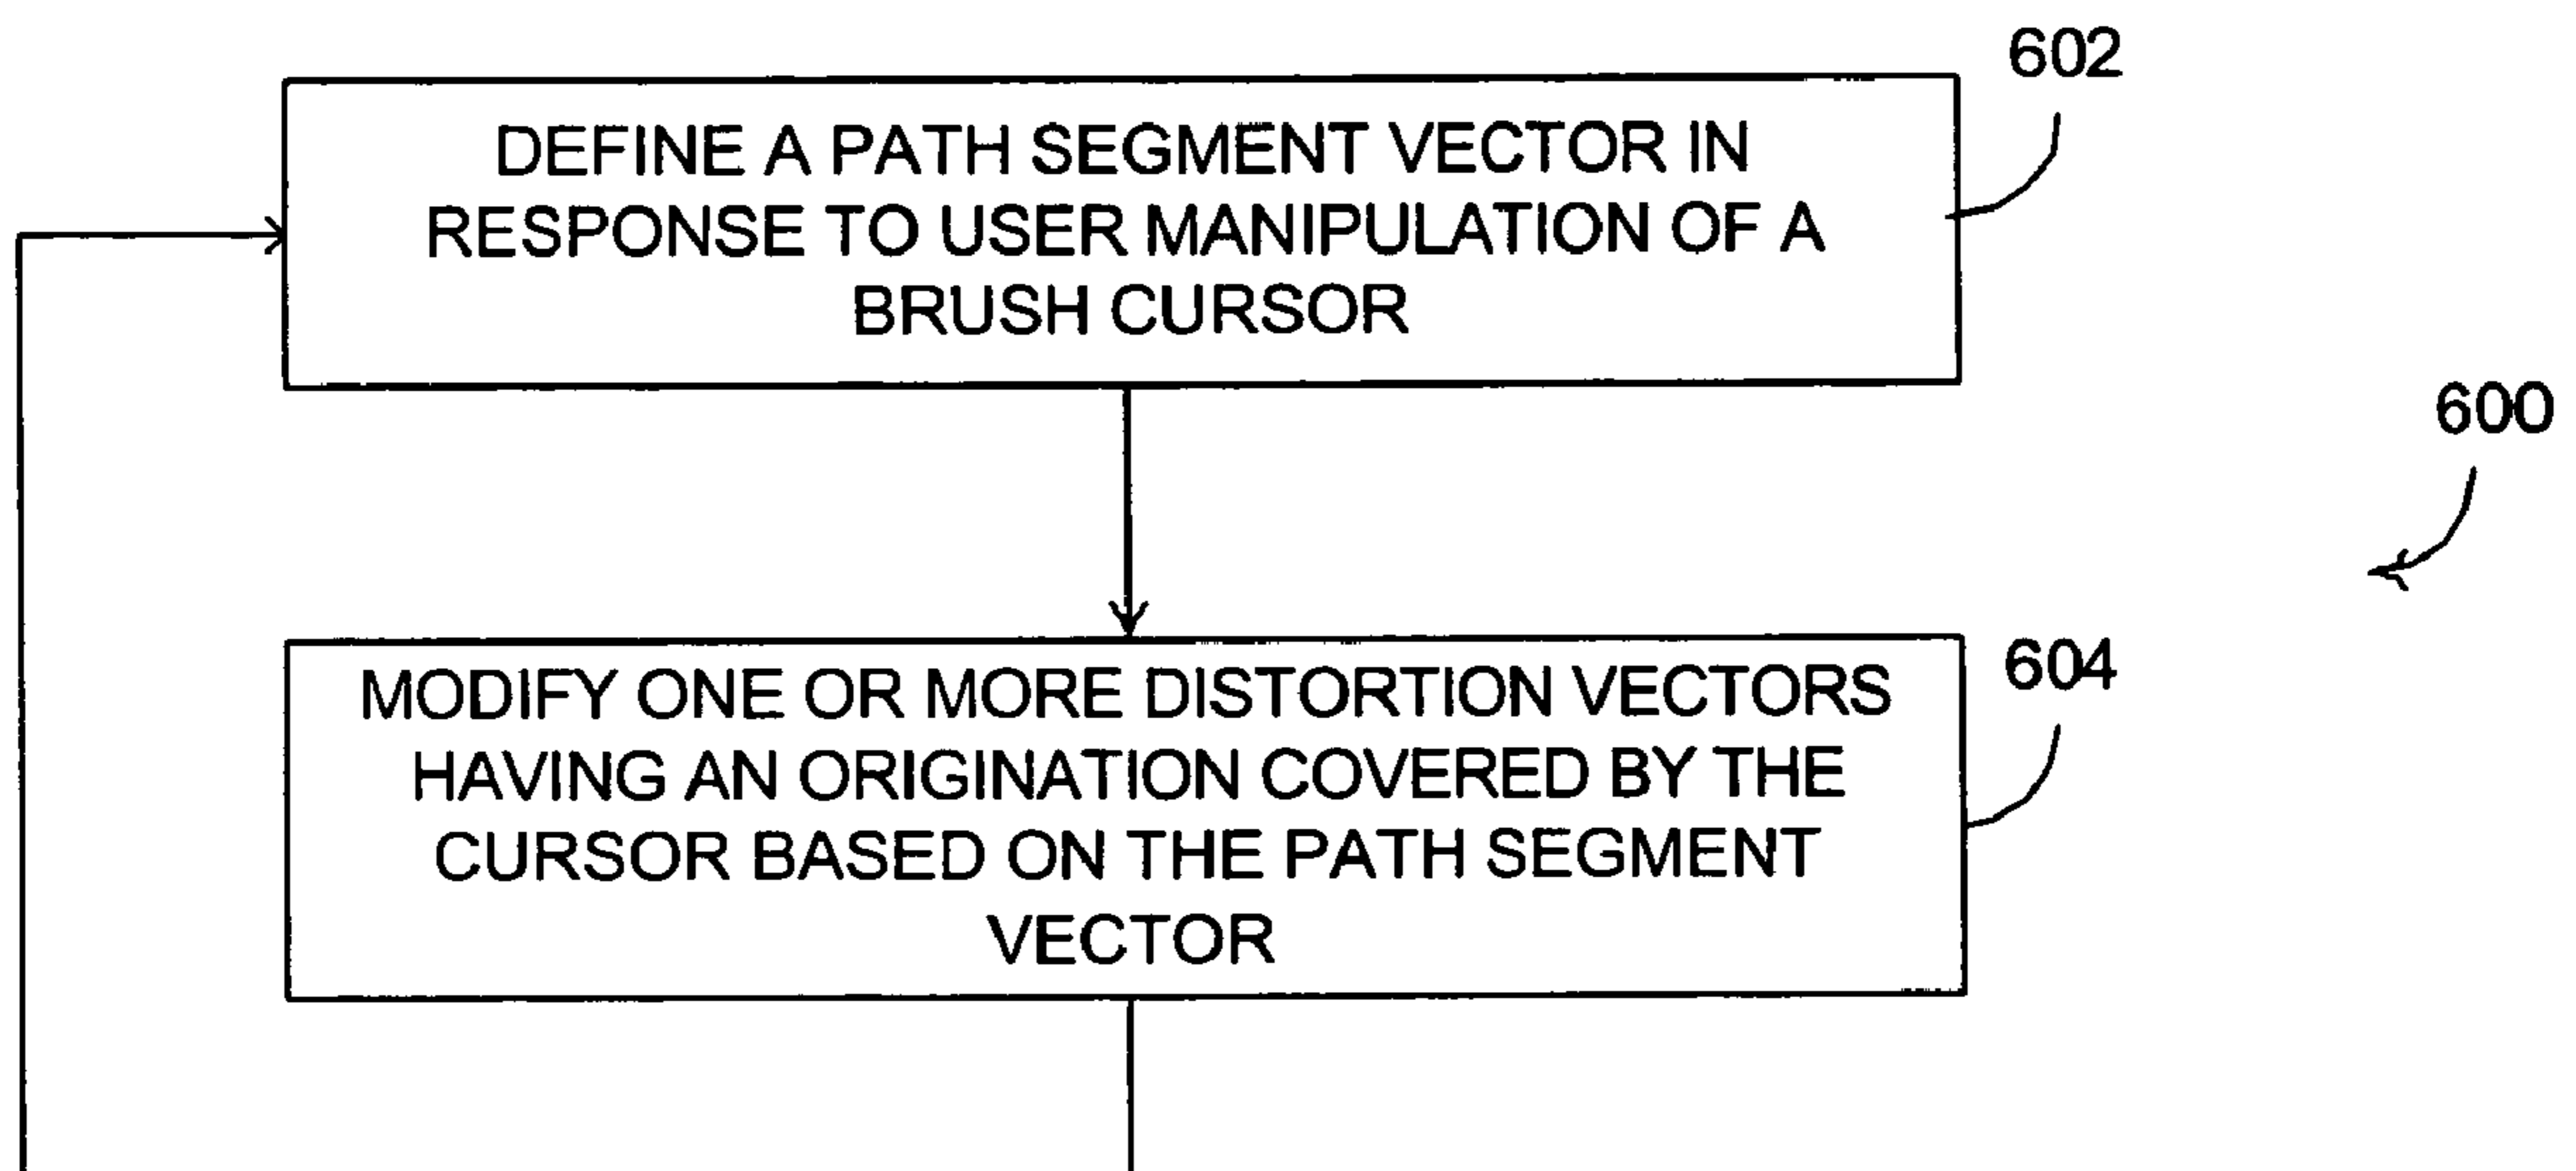 602
DEFINE A PATH SEGMENT VECTOR IN
RESPONSE TO USER MANIPULATION OF A
BRUSH CURSOR
600
604
MODIFY ONE OR MORE DISTORTION VECTORS
HAVING AN ORIGINATION COVERED BY THE
CURSOR BASED ON THE PATH SEGMENT
VECTOR